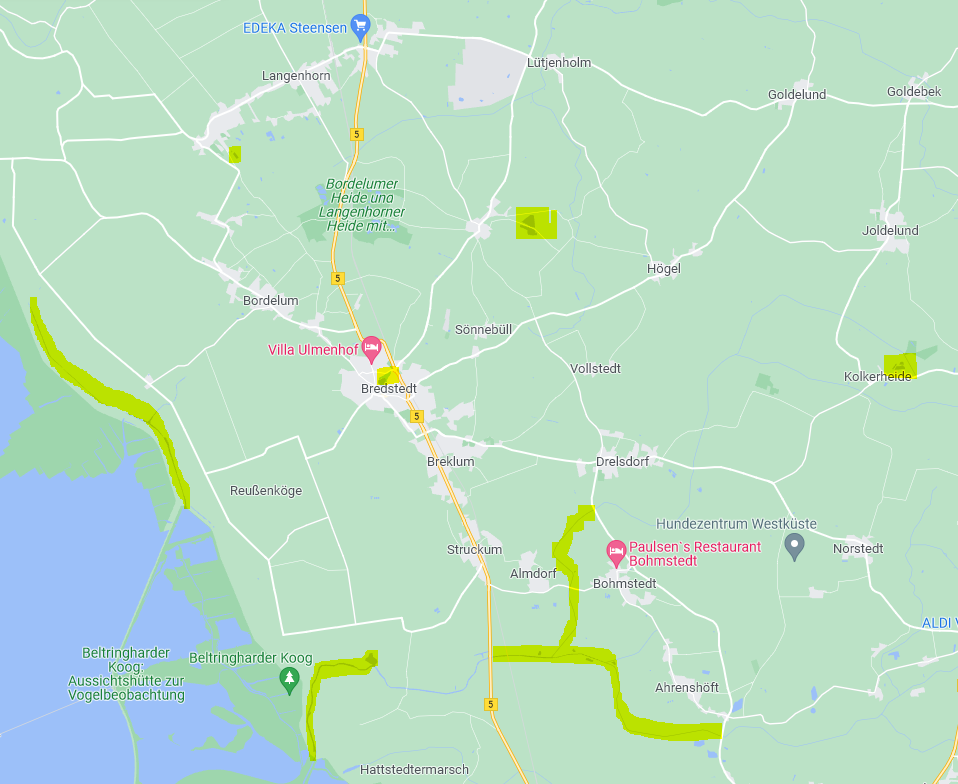 EDEKA Steensen
Langenhorn
Lütjenholm
Goldelund
Goldebek
5
Bordelumer
Heide und
Langenhorner
Heide mit...
Joldelund
Högel
5
Bordelum
Sönnebüll
Villa Ulmenhof
Vollstedt
Kolkerheide
Bredstedt
5
Breklum
Drelsdorf
Reußenköge
Hundezentrum Westküste
Struckum
Paulsen`s Restaurant
Bohmstedt
Norstedt
Almdorf
Bohmstedt
ALDI
Beltringharder
Koog:
Aussichtshütte zur
Vogelbeobachtung
Beltringharder Koog
Ahrenshöft
5
Hattstedtermarsch